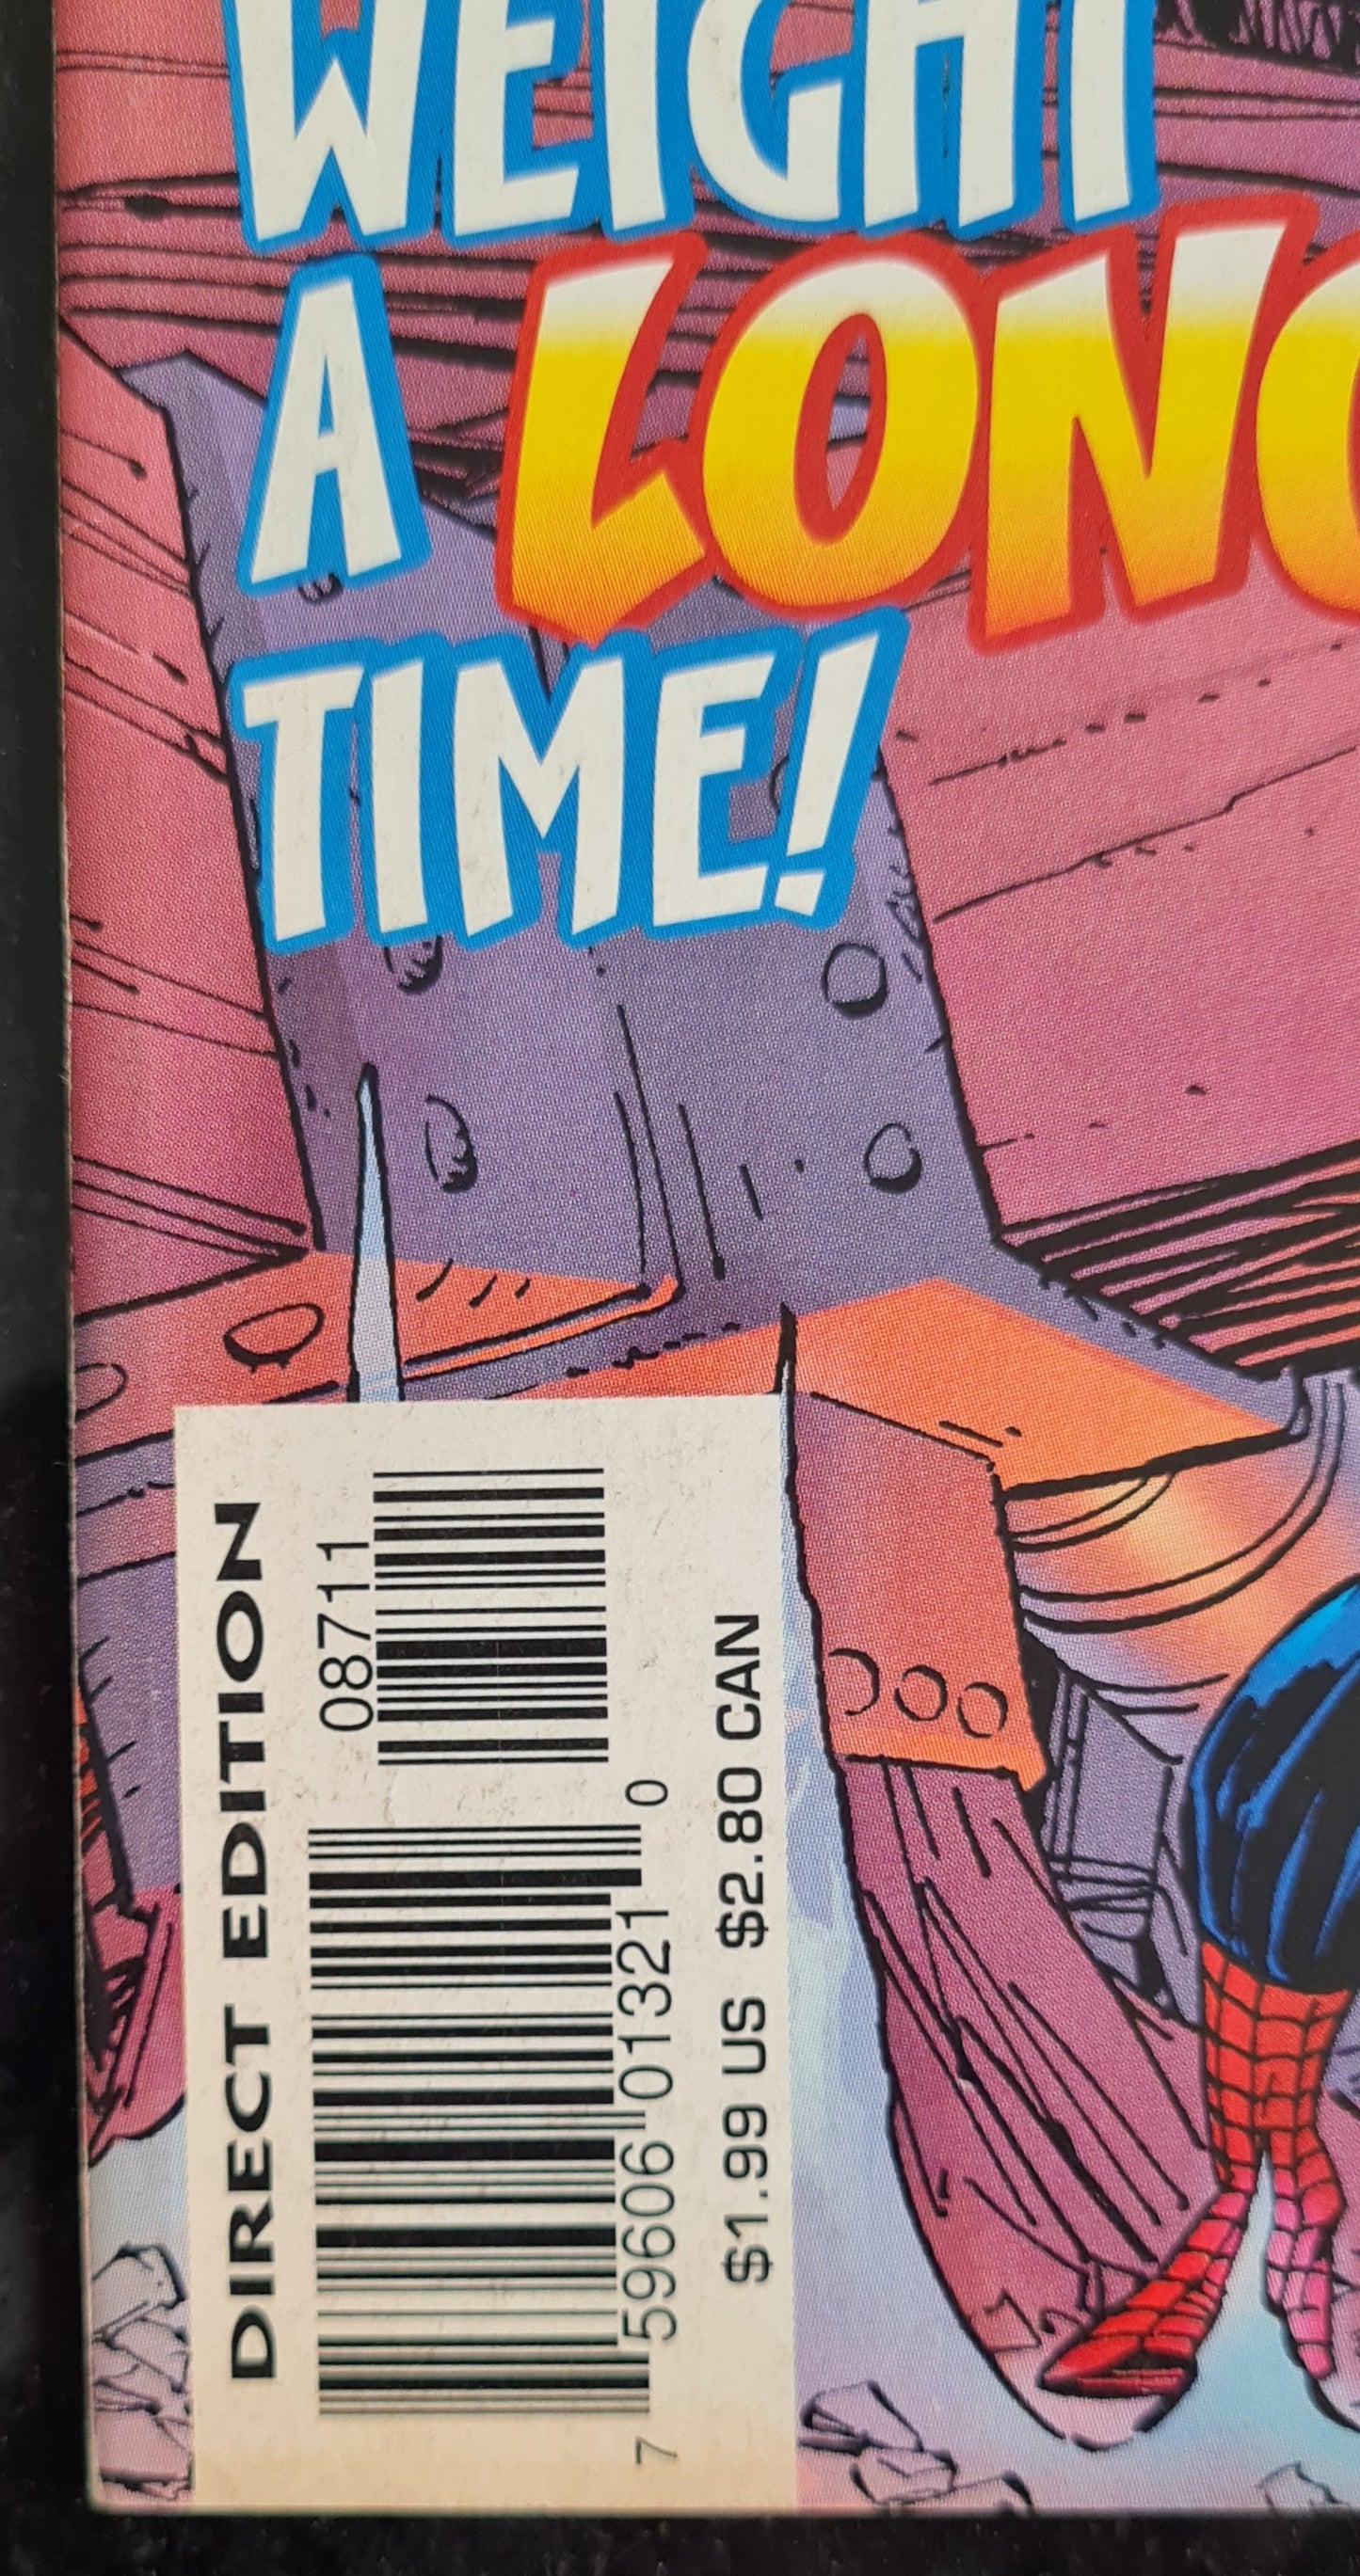 WEIGHT
A LONG
TIME!
DIRECT EDITION
08711
7 59606 01321 0
$1.99 US $2.80 CAN